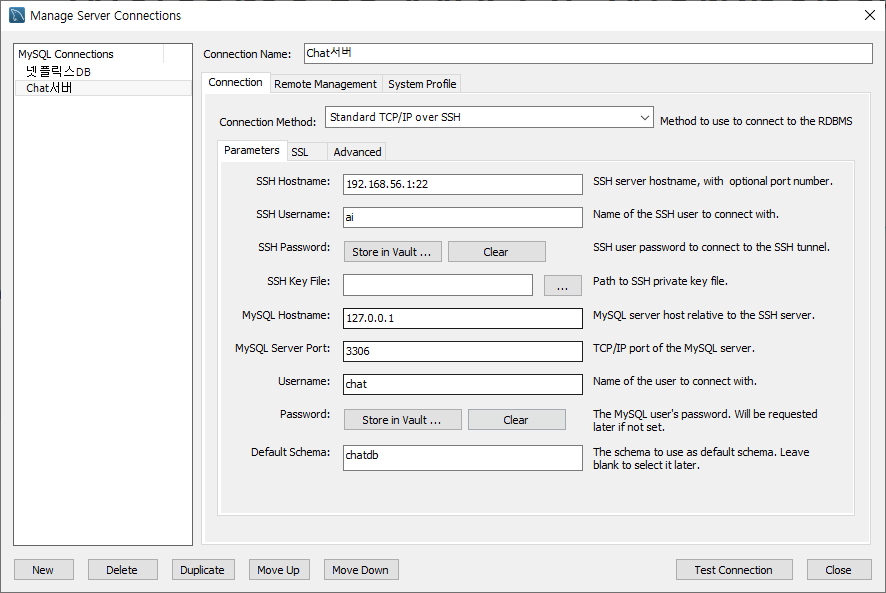 Manage Server Connections
MySQL Connections
넷플릭스DB
Chat서버
Connection Name: Chat서버
Connection Remote Management System Profile
Connection Method: Standard TCP/IP over SSH Method to use to connect to the RDBMS
Parameters SSL Advanced
SSH Hostname: 192.168.56.1:22 SSH server hostname, with optional port number.
SSH Username: ai Name of the SSH user to connect with.
SSH Password: Store in Vault ... Clear SSH user password to connect to the SSH tunnel.
SSH Key File: ... Path to SSH private key file.
MySQL Hostname: 127.0.0.1 MySQL server host relative to the SSH server.
MySQL Server Port: 3306 TCP/IP port of the MySQL server.
Username: chat Name of the user to connect with.
Password: Store in Vault ... Clear The MySQL user's password. Will be requested
later if not set.
Default Schema: chatdb The schema to use as default schema. Leave
blank to select it later.
New Delete Duplicate Move Up Move Down Test Connection Close